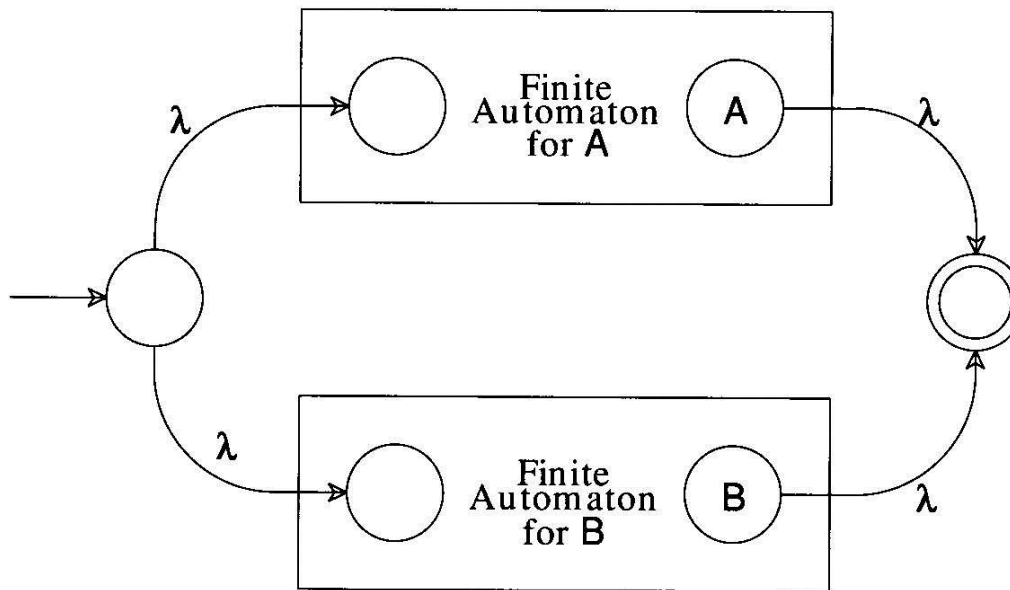 Finite
Automaton
for A
A
λ
λ
λ
Finite
Automaton
for B
B
λ